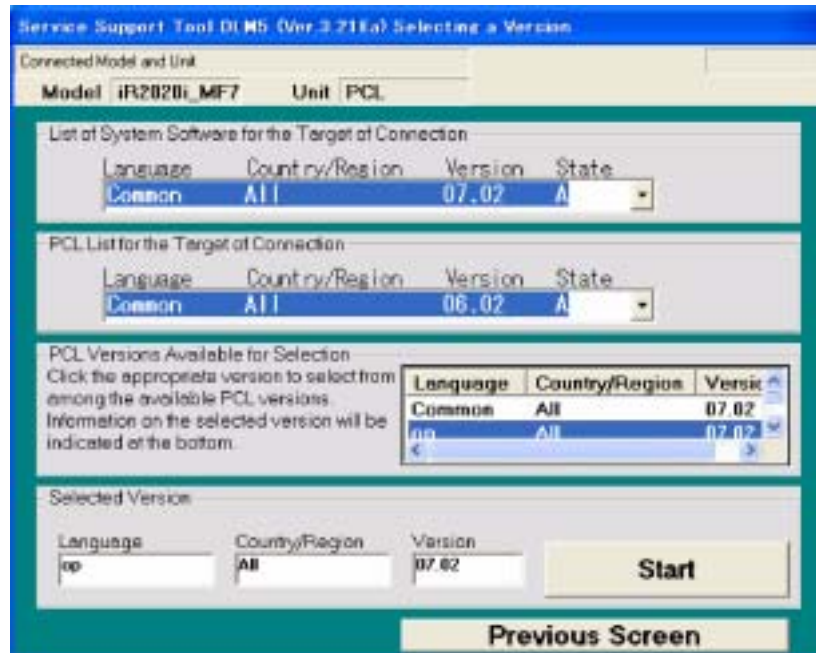 Service Support Tool DLM5 (Ver.3.21Ea) Selecting a Version
Connected Model and Unit
Model iR2020i_MF7 Unit PCL
List of System Software for the Target of Connection
Language Country/Region Version State
Common All 07.02 A
PCL List for the Target of Connection
Language Country/Region Version State
Common All 06.02 A
PCL Versions Available for Selection
Click the appropriate version to select from
among the available PCL versions.
Information on the selected version will be
indicated at the bottom.
Language Country/Region Versic
Common All 07.02
op All 07.02
Selected Version
Language Country/Region Version
op All 07.02
Start
Previous Screen